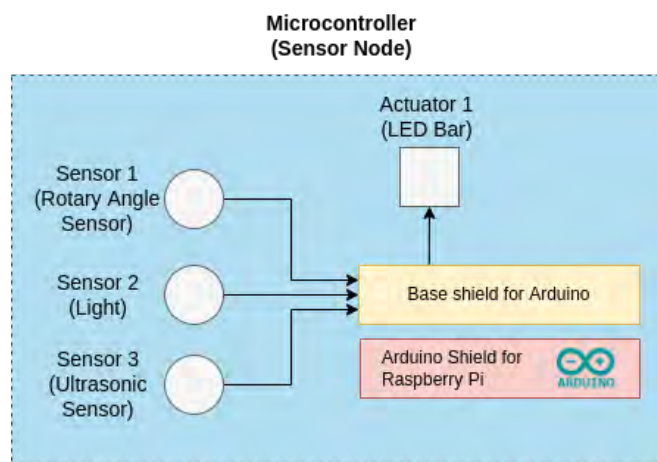 Microcontroller
(Sensor Node)
Actuator 1
(LED Bar)
Sensor 1
(Rotary Angle
Sensor)
Sensor 2
(Light)
Base shield for Arduino
Sensor 3
(Ultrasonic
Sensor)
Arduino Shield for
Raspberry Pi
ARDUINO